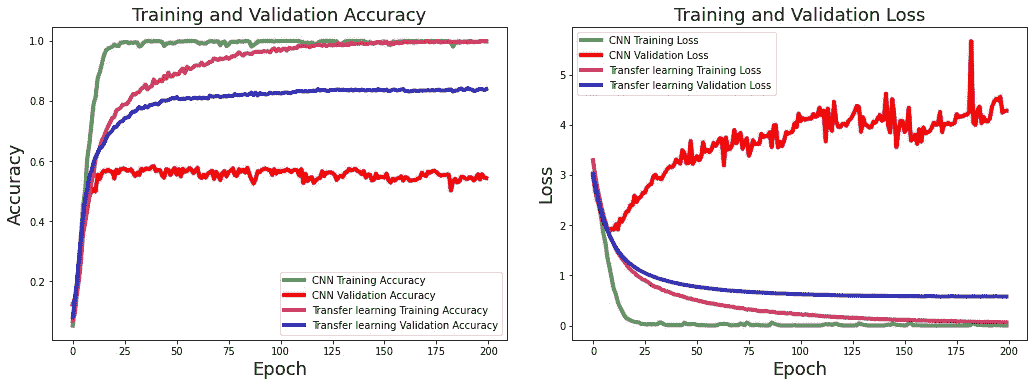 Training and Validation Accuracy
Accuracy
1.0
0.8
0.6
0.4
0.2
CNN Training Accuracy
CNN Validation Accuracy
Transfer learning Training Accuracy
Transfer learning Validation Accuracy
0 25 50 75 100 125 150 175 200
Epoch
Training and Validation Loss
Loss
CNN Training Loss
CNN Validation Loss
Transfer learning Training Loss
Transfer learning Validation Loss
5
4
3
2
1
0
0 25 50 75 100 125 150 175 200
Epoch